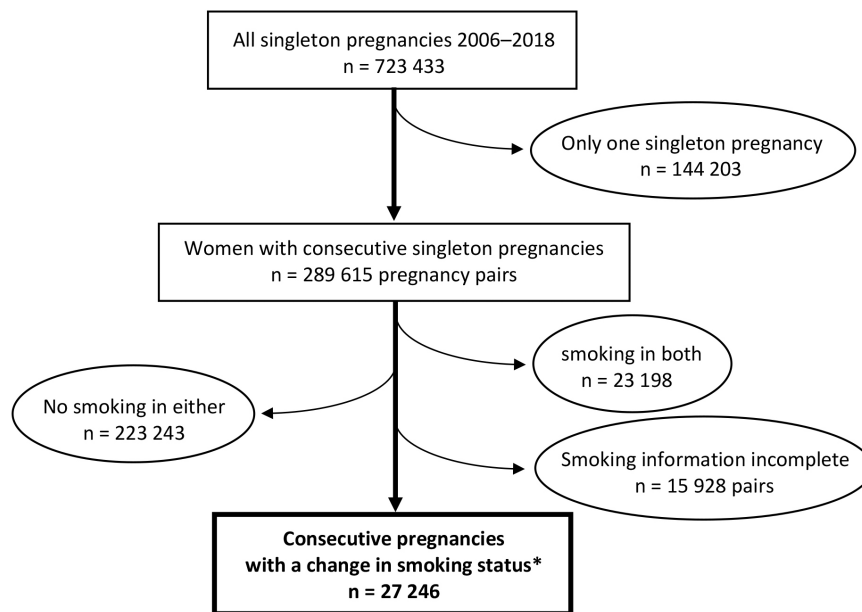 All singleton pregnancies 2006–2018
n = 723 433
Only one singleton pregnancy
n = 144 203
Women with consecutive singleton pregnancies
n = 289 615 pregnancy pairs
smoking in both
n = 23 198
No smoking in either
n = 223 243
Smoking information incomplete
n = 15 928 pairs
Consecutive pregnancies
with a change in smoking status*
n = 27 246